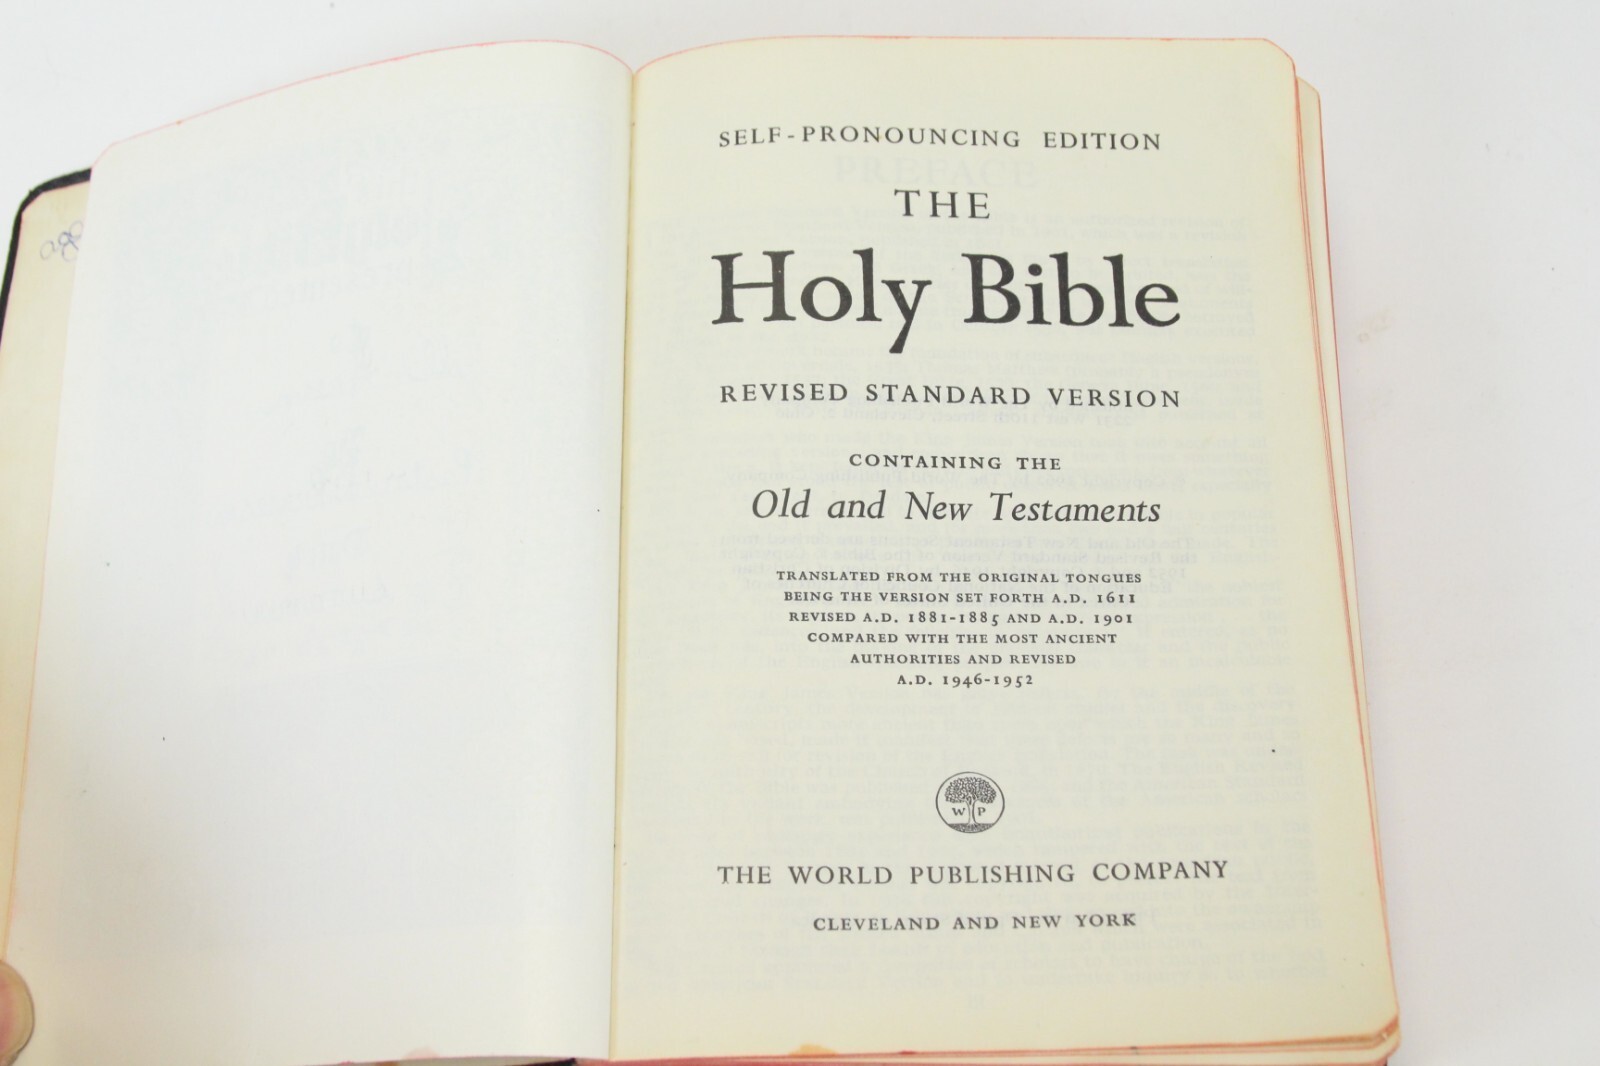 SELF-PRONOUNCING EDITION
THE
Holy Bible
REVISED STANDARD VERSION
CONTAINING THE
Old and New Testaments
TRANSLATED FROM THE ORIGINAL TONGUES
BEING THE VERSION SET FORTH A.D. 1611
REVISED A.D. 1881-1885 AND A.D. 1901
COMPARED WITH THE MOST ANCIENT
AUTHORITIES AND REVISED
A.D. 1946-1952
W P
THE WORLD PUBLISHING COMPANY
CLEVELAND AND NEW YORK